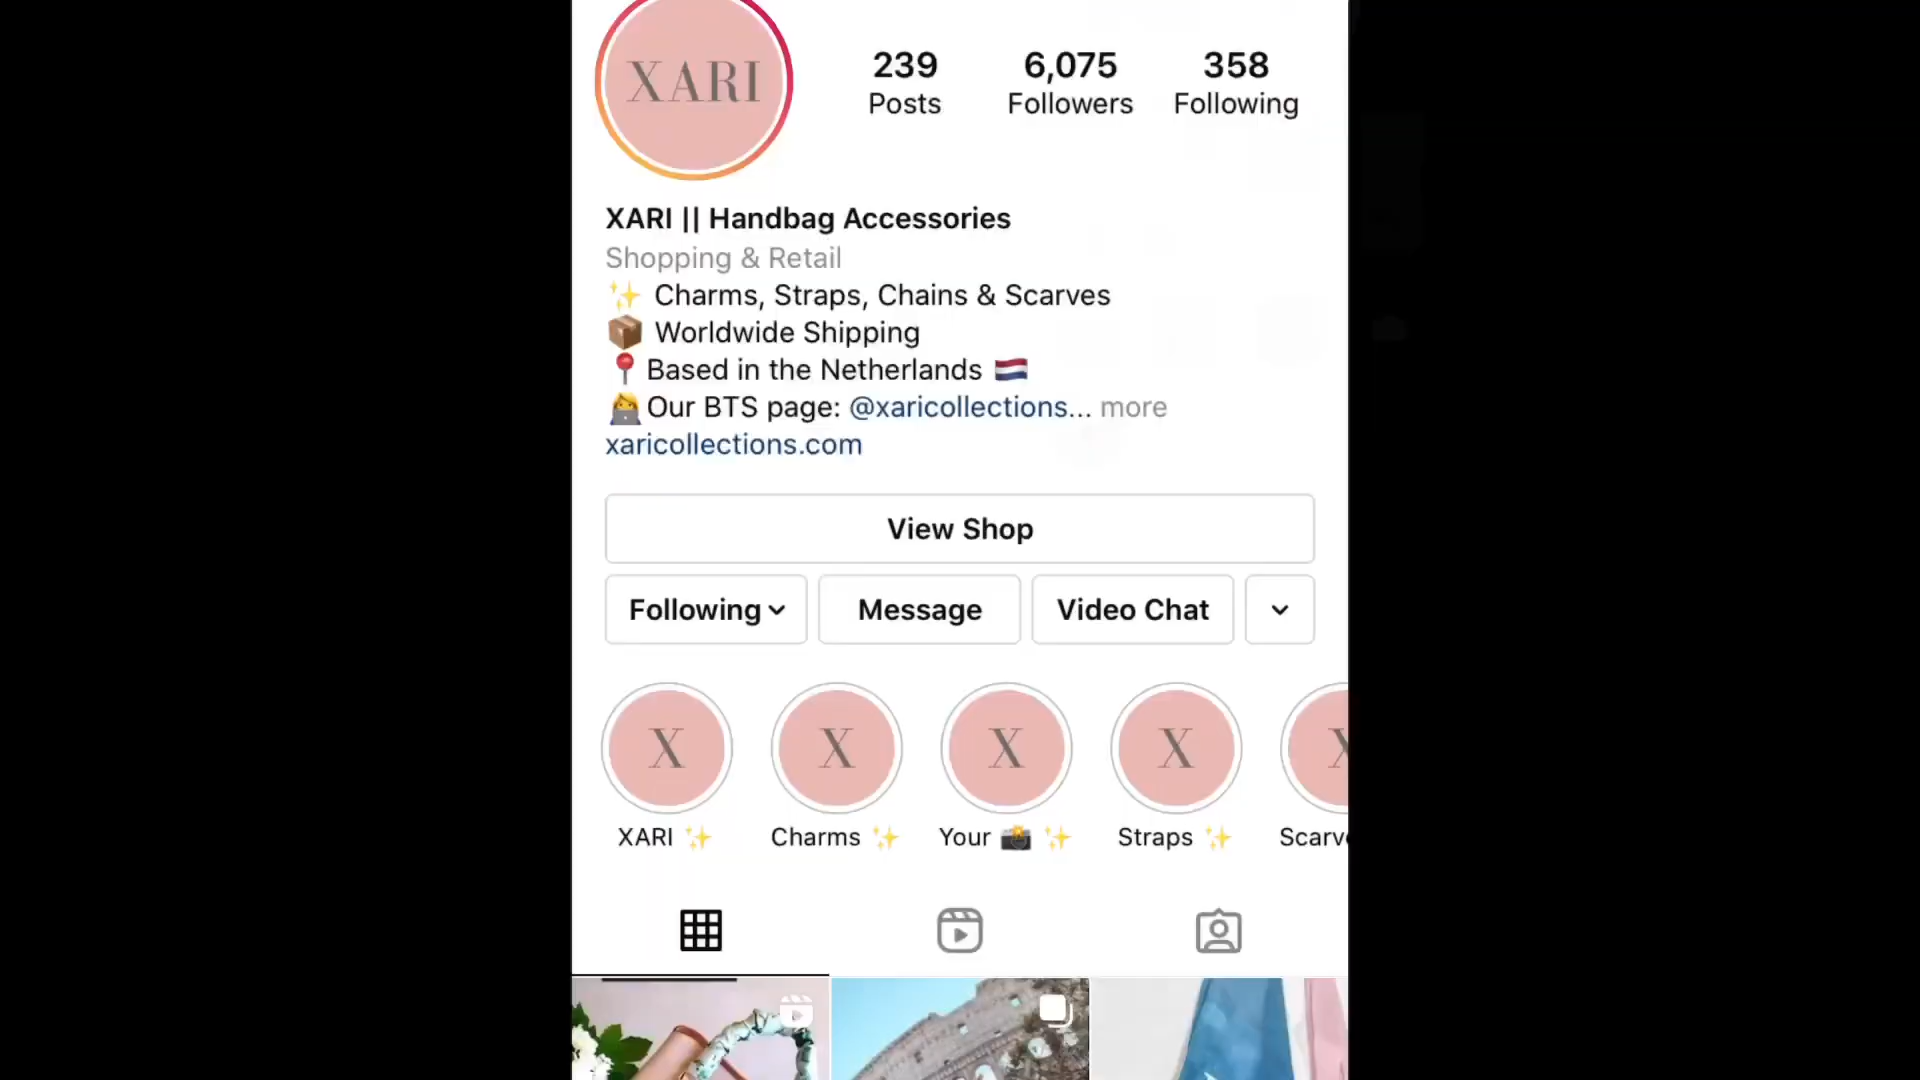 XARI
239 6,075 358
Posts Followers Following
XARI || Handbag Accessories
Shopping & Retail
✨ Charms, Straps, Chains & Scarves
📦 Worldwide Shipping
📍Based in the Netherlands 🇳🇱
👩‍💻Our BTS page: @xaricollections... more
xaricollections.com
View Shop
Following Message Video Chat
X X X X X
XARI ✨ Charms ✨ Your 📸 ✨ Straps ✨